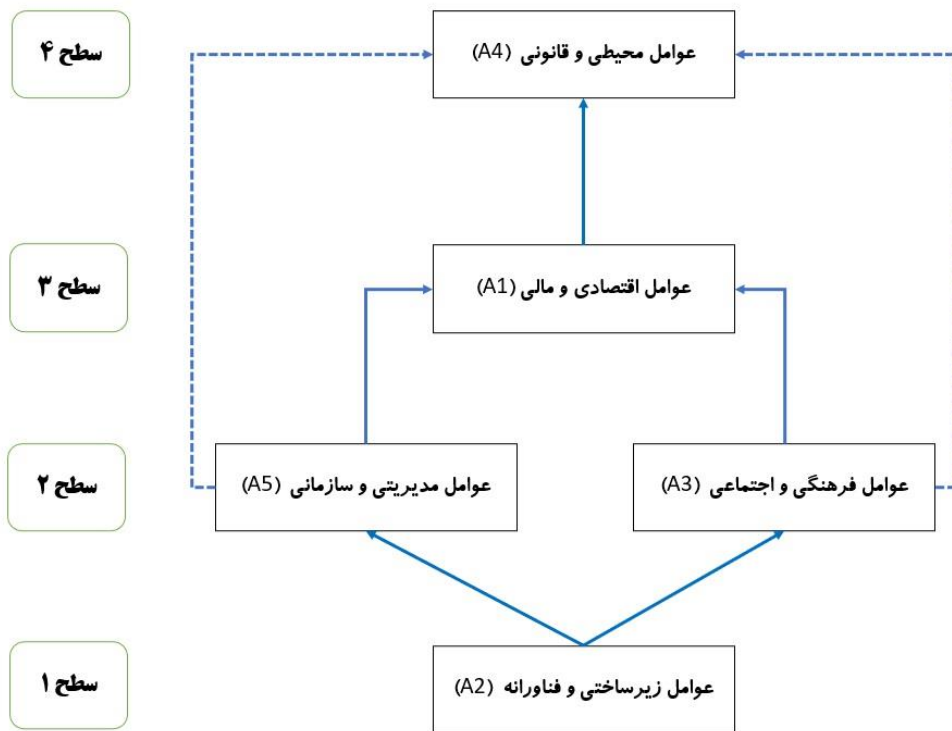 سطح ۴
عوامل محیطی و قانونی (A4)
سطح ۳
عوامل اقتصادی و مالی (A1)
سطح ۲
عوامل مدیریتی و سازمانی (A5)
عوامل فرهنگی و اجتماعی (A3)
سطح ۱
عوامل زیرساختی و فناورانه (A2)